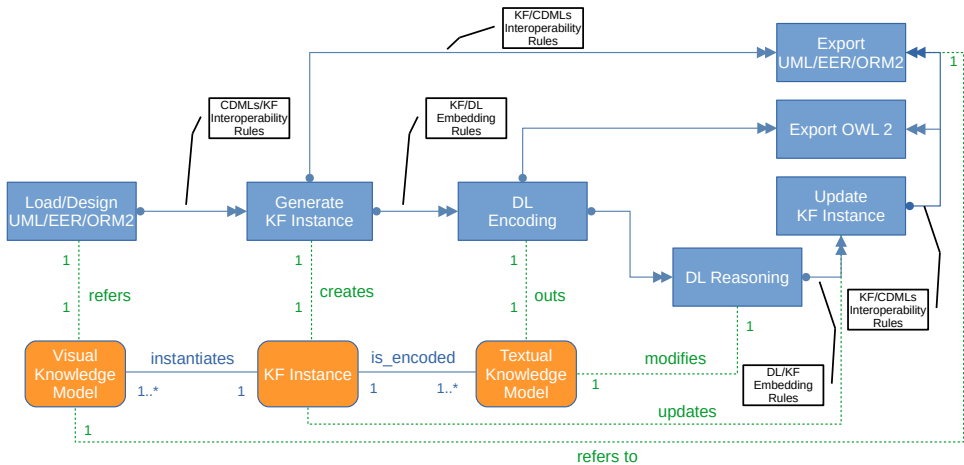 KF/CDMLs
Interoperability
Rules
Export
UML/EER/ORM2
1
CDMLs/KF
Interoperability
Rules
KF/DL
Embedding
Rules
Export OWL 2
Load/Design
UML/EER/ORM2
Generate
KF Instance
DL
Encoding
Update
KF Instance
1
1
1
DL Reasoning
refers
creates
outs
KF/CDMLs
Interoperability
Rules
1
1
1
1
Visual
Knowledge
Model
instantiates
1..*
1
KF Instance
is_encoded
1
1..*
Textual
Knowledge
Model
modifies
1
DL/KF
Embedding
Rules
updates
1
refers to